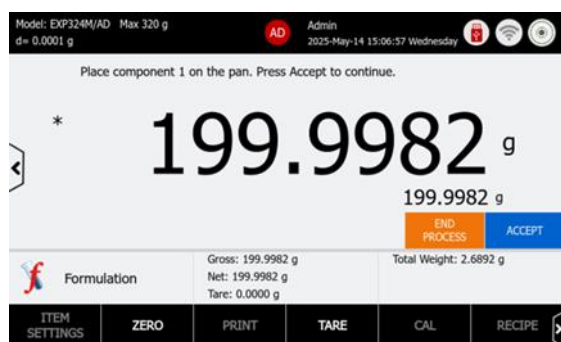 Model: EXP324M/AD Max 320 g
d= 0.0001 g
AD
Admin
2025-May-14 15:06:57 Wednesday
Place component 1 on the pan. Press Accept to continue.
* 199.9982 g
199.9982 g
END PROCESS
ACCEPT
Formulation
Gross: 199.9982 g
Net: 199.9982 g
Tare: 0.0000 g
Total Weight: 2.6892 g
ITEM SETTINGS
ZERO
PRINT
TARE
CAL
RECIPE